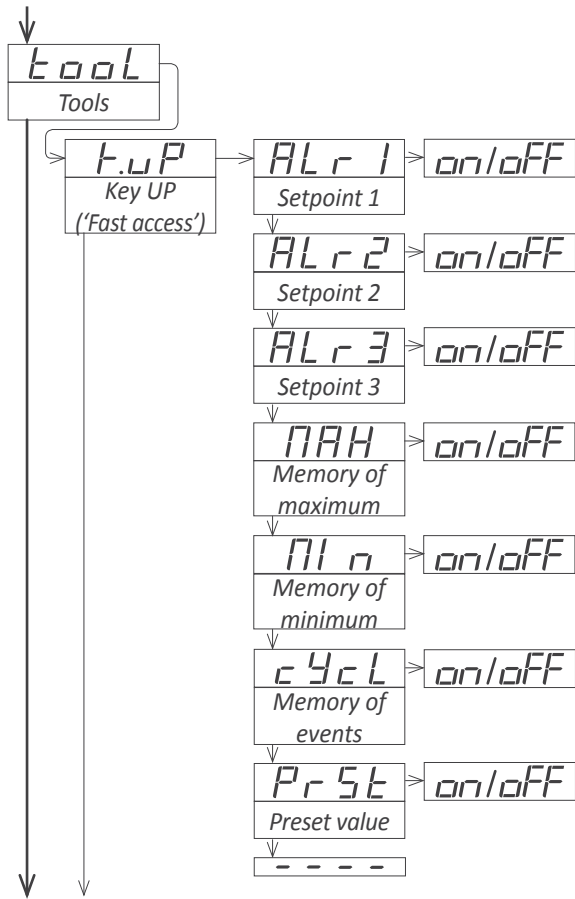 tool
Tools
t.uP
Key UP
(‘Fast access’)
ALr1
on/oFF
Setpoint 1
ALr2
on/oFF
Setpoint 2
ALr3
on/oFF
Setpoint 3
MAH
on/oFF
Memory of
maximum
MIn
on/oFF
Memory of
minimum
cYcL
on/oFF
Memory of
events
PrSt
on/oFF
Preset value
- - - -